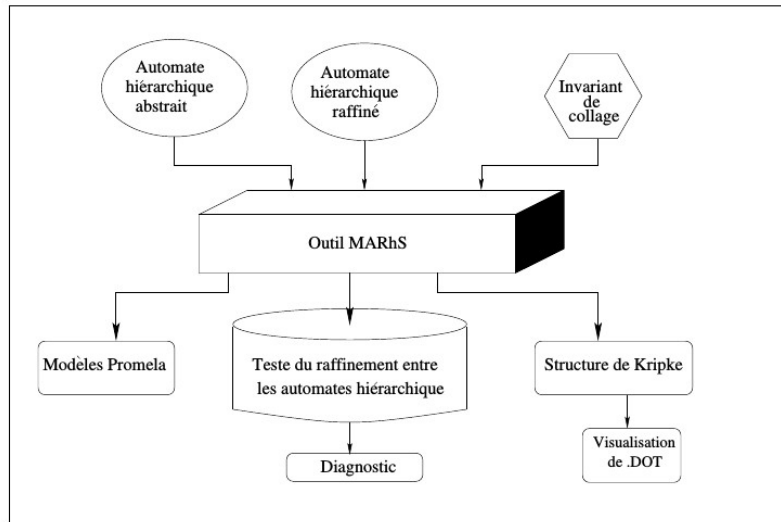 Automate
hiérarchique
abstrait
Automate
hiérarchique
raffiné
Invariant
de
collage
Outil MARhS
Modèles Promela
Teste du raffinement entre
les automates hiérarchique
Structure de Kripke
Diagnostic
Visualisation
de .DOT